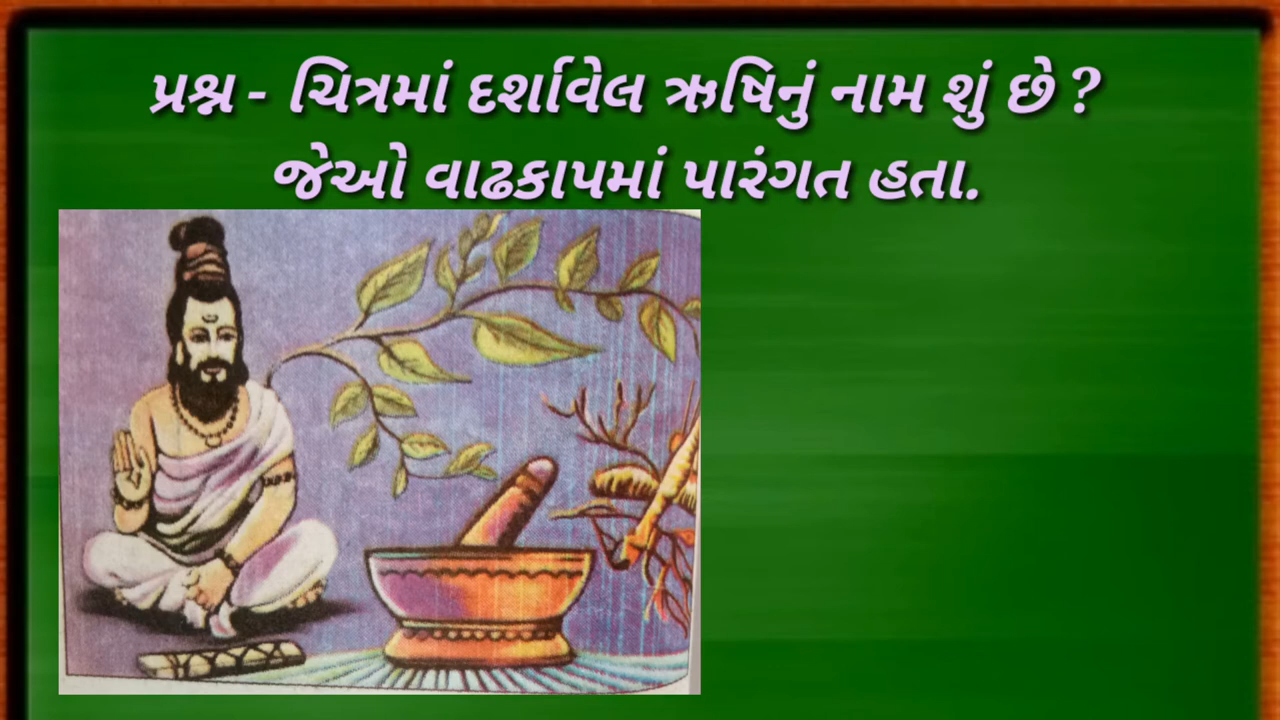 પ્રશ્ન - ચિત્રમાં દર્શાવેલ ઋષિનું નામ શું છે ?
જેઓ વાઢકાપમાં પારંગત હતા.